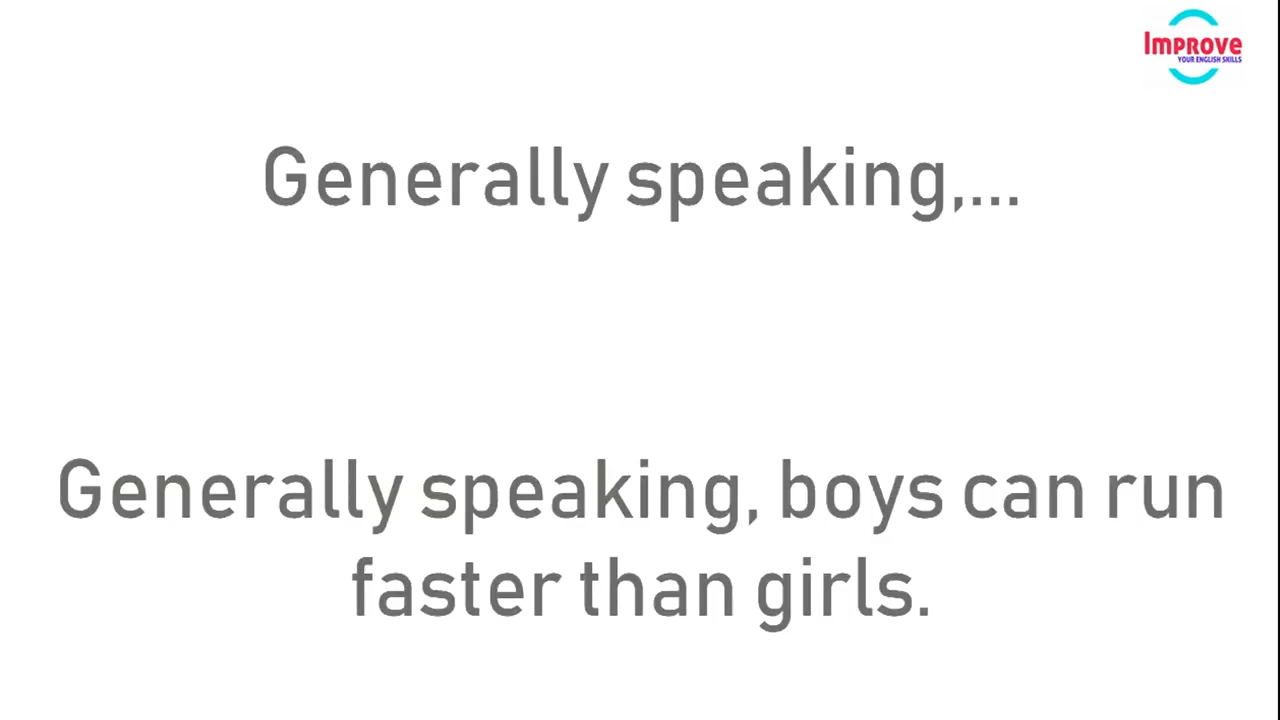 Improve
YOUR ENGLISH SKILLS
Generally speaking,...
Generally speaking, boys can run
faster than girls.